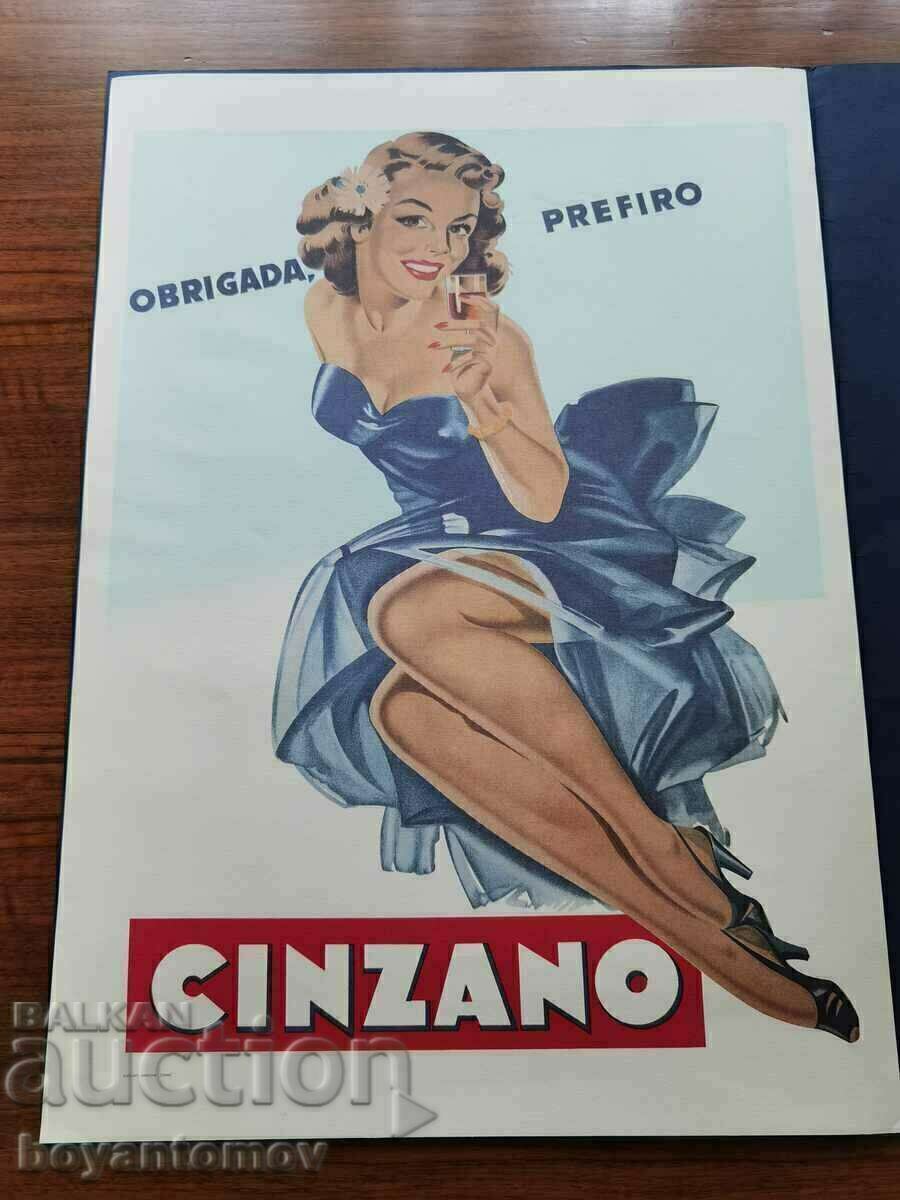 OBRIGADA,
PREFIRO
CINZANO
BALKAN
auction
boyantomov